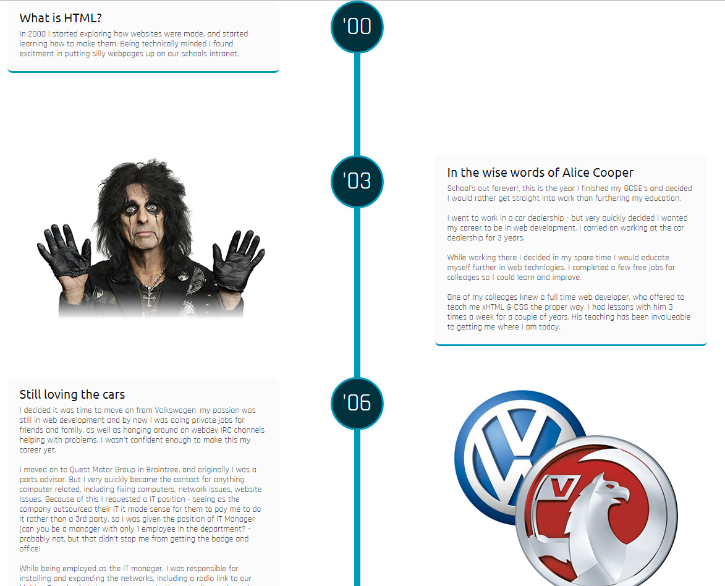 What is HTML?
In 2000 I started exploring how websites were made, and started
learning how to make them. Being technically minded I found
excitment in putting silly webpages up on our schools intranet.
'00
'03
In the wise words of Alice Cooper
School's out forever!, this is the year I finished my GCSE's and decided
I would rather get straight into work than furthering my education.
I went to work in a car dealership - but very quickly decided I wanted
my career to be in web development. I carried on working at the car
dealership for 3 years.
While working there I decided in my spare time I would educate
myself further in web technlogies. I completed a few free jobs for
colleages so I could learn and improve.
One of my colleages knew a full time web developer, who offered to
teach me xHTML & CSS the proper way. I had lessons with him 3
times a week for a couple of years. His teaching has been invalueable
to getting me where I am today.
Still loving the cars
'06
I decided it was time to move on from Volkswagen, my passion was
still in web development and by now I was doing private jobs for
friends and family, as well as hanging around on webdev IRC channels
helping with problems. I wasn't confident enough to make this my
career yet.
I moved on to Quest Motor Group in Braintree, and originally I was a
parts advisor. But I very quickly became the contact for anything
computer related, including fixing computers, network issues, website
issues. Because of this I requested a IT position - seeing as the
company outsourced their IT it made sense for them to pay me to do
it rather than a 3rd party, so I was given the position of IT Manager
(can you be a manager with only 1 employee in the department? -
probably not, but that didn't stop me from getting the badge and
office!
While being employed as the IT manager, I was responsible for
installing and expanding the networks, including a radio link to our